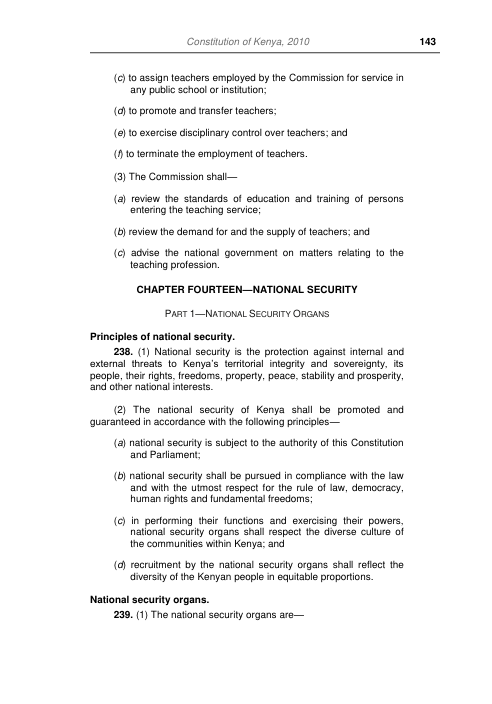 Constitution of Kenya, 2010 143
(c) to assign teachers employed by the Commission for service in
any public school or institution;
(d) to promote and transfer teachers;
(e) to exercise disciplinary control over teachers; and
(f) to terminate the employment of teachers.
(3) The Commission shall—
(a) review the standards of education and training of persons
entering the teaching service;
(b) review the demand for and the supply of teachers; and
(c) advise the national government on matters relating to the
teaching profession.
CHAPTER FOURTEEN—NATIONAL SECURITY
PART 1—NATIONAL SECURITY ORGANS
Principles of national security.
238. (1) National security is the protection against internal and
external threats to Kenya's territorial integrity and sovereignty, its
people, their rights, freedoms, property, peace, stability and prosperity,
and other national interests.
(2) The national security of Kenya shall be promoted and
guaranteed in accordance with the following principles—
(a) national security is subject to the authority of this Constitution
and Parliament;
(b) national security shall be pursued in compliance with the law
and with the utmost respect for the rule of law, democracy,
human rights and fundamental freedoms;
(c) in performing their functions and exercising their powers,
national security organs shall respect the diverse culture of
the communities within Kenya; and
(d) recruitment by the national security organs shall reflect the
diversity of the Kenyan people in equitable proportions.
National security organs.
239. (1) The national security organs are—